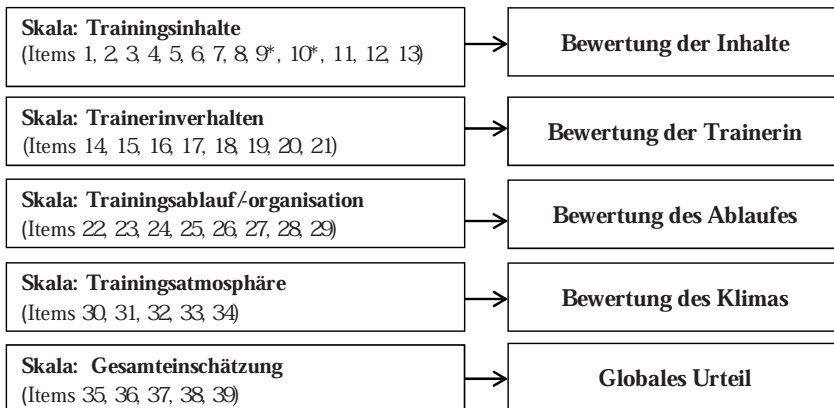 Skala: Trainingsinhalte
(Items 1, 2, 3, 4, 5, 6, 7, 8, 9*, 10*, 11, 12, 13)
Bewertung der Inhalte
Skala: Trainerinverhalten
(Items 14, 15, 16, 17, 18, 19, 20, 21)
Bewertung der Trainerin
Skala: Trainingsablauf/-organisation
(Items 22, 23, 24, 25, 26, 27, 28, 29)
Bewertung des Ablaufes
Skala: Trainingsatmosphäre
(Items 30, 31, 32, 33, 34)
Bewertung des Klimas
Skala: Gesamteinschätzung
(Items 35, 36, 37, 38, 39)
Globales Urteil